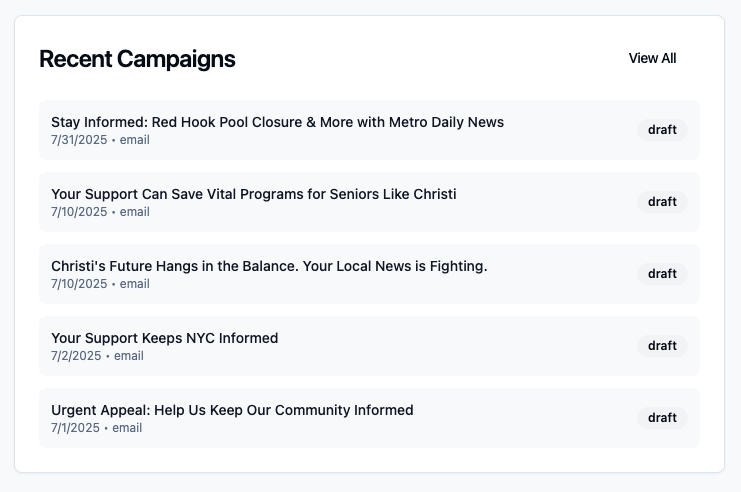 Recent Campaigns
View All
Stay Informed: Red Hook Pool Closure & More with Metro Daily News
7/31/2025 • email
draft
Your Support Can Save Vital Programs for Seniors Like Christi
7/10/2025 • email
draft
Christi's Future Hangs in the Balance. Your Local News is Fighting.
7/10/2025 • email
draft
Your Support Keeps NYC Informed
7/2/2025 • email
draft
Urgent Appeal: Help Us Keep Our Community Informed
7/1/2025 • email
draft